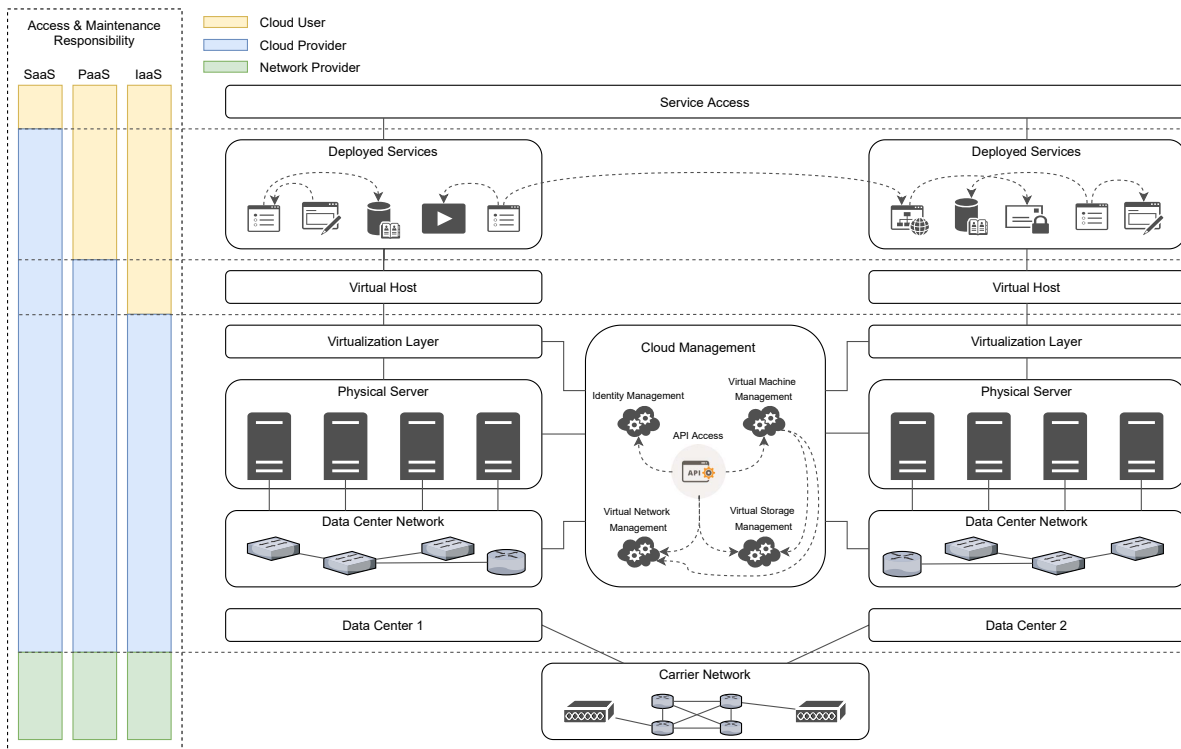 Access & Maintenance
Responsibility
SaaS
PaaS
IaaS
Cloud User
Cloud Provider
Network Provider
Service Access
Deployed Services
Deployed Services
Virtual Host
Virtual Host
Virtualization Layer
Virtualization Layer
Cloud Management
Physical Server
Physical Server
Identity Management
Virtual Machine
Management
API Access
API
Virtual Network
Management
Virtual Storage
Management
Data Center Network
Data Center Network
Data Center 1
Data Center 2
Carrier Network